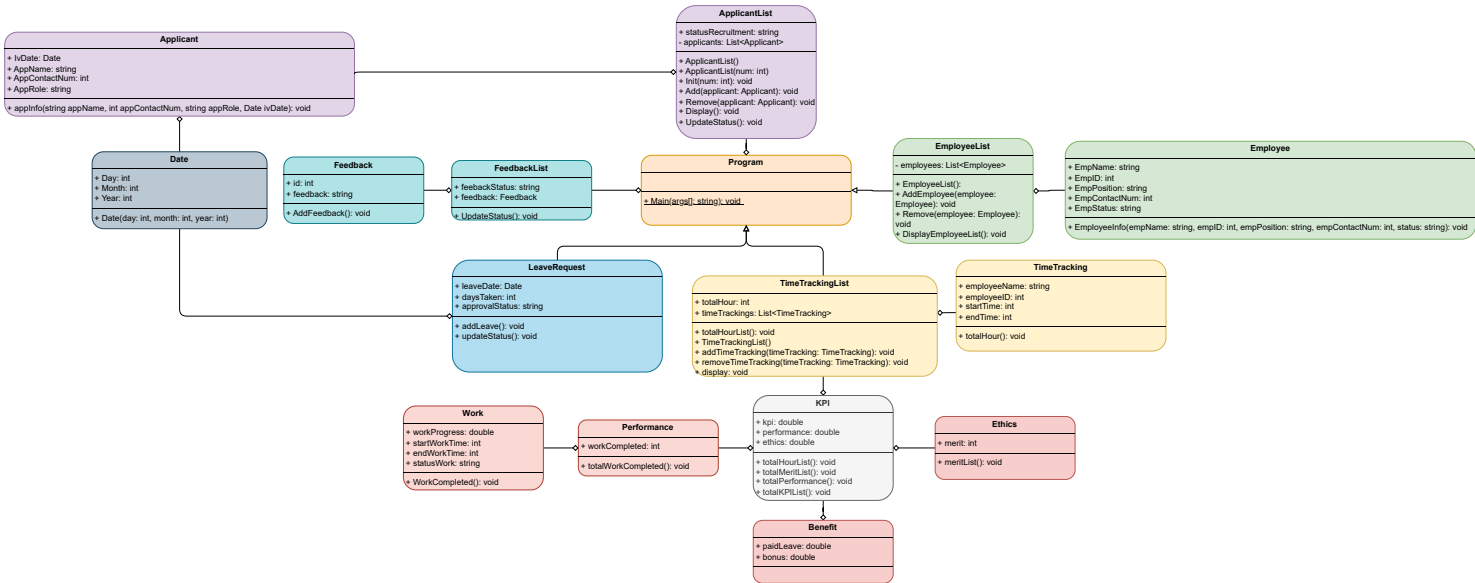 ApplicantList
+ statusRecruitment: string
- applicants: List<Applicant>
+ ApplicantList()
+ ApplicantList(num: int)
+ Init(num: int): void
+ Add(applicant: Applicant): void
+ Remove(applicant: Applicant): void
+ Display(): void
+ UpdateStatus(): void
Applicant
+ IvDate: Date
+ AppName: string
+ AppContactNum: int
+ AppRole: string
+ appInfo(string appName, int appContactNum, string appRole, Date ivDate): void
Date
+ Day: int
+ Month: int
+ Year: int
+ Date(day: int, month: int, year: int)
Feedback
+ id: int
+ feedback: string
+ AddFeedback(): void
FeedbackList
+ feebackStatus: string
+ feedback: Feedback
+ UpdateStatus(): void
Program
+ Main(args[]: string): void
EmployeeList
- employees: List<Employee>
+ EmployeeList():
+ AddEmployee(employee:
Employee): void
+ Remove(employee: Employee):
void
+ DisplayEmployeeList(): void
Employee
+ EmpName: string
+ EmpID: int
+ EmpPosition: string
+ EmpContactNum: int
+ EmpStatus: string
+ EmployeeInfo(empName: string, empID: int, empPosition: string, empContactNum: int, status: string): void
LeaveRequest
+ leaveDate: Date
+ daysTaken: int
+ approvalStatus: string
+ addLeave(): void
+ updateStatus(): void
TimeTrackingList
+ totalHour: int
+ timeTrackings: List<TimeTracking>
+ totalHourList(): void
+ TimeTrackingList()
+ addTimeTracking(timeTracking: TimeTracking): void
+ removeTimeTracking(timeTracking: TimeTracking): void
+ display: void
TimeTracking
+ employeeName: string
+ employeeID: int
+ startTime: int
+ endTime: int
+ totalHour(): void
Work
+ workProgress: double
+ startWorkTime: int
+ endWorkTime: int
+ statusWork: string
+ WorkCompleted(): void
Performance
+ workCompleted: int
+ totalWorkCompleted(): void
KPI
+ kpi: double
+ performance: double
+ ethics: double
+ totalHourList(): void
+ totalMeritList(): void
+ totalPerformance(): void
+ totalKPIList(): void
Ethics
+ merit: int
+ meritList(): void
Benefit
+ paidLeave: double
+ bonus: double